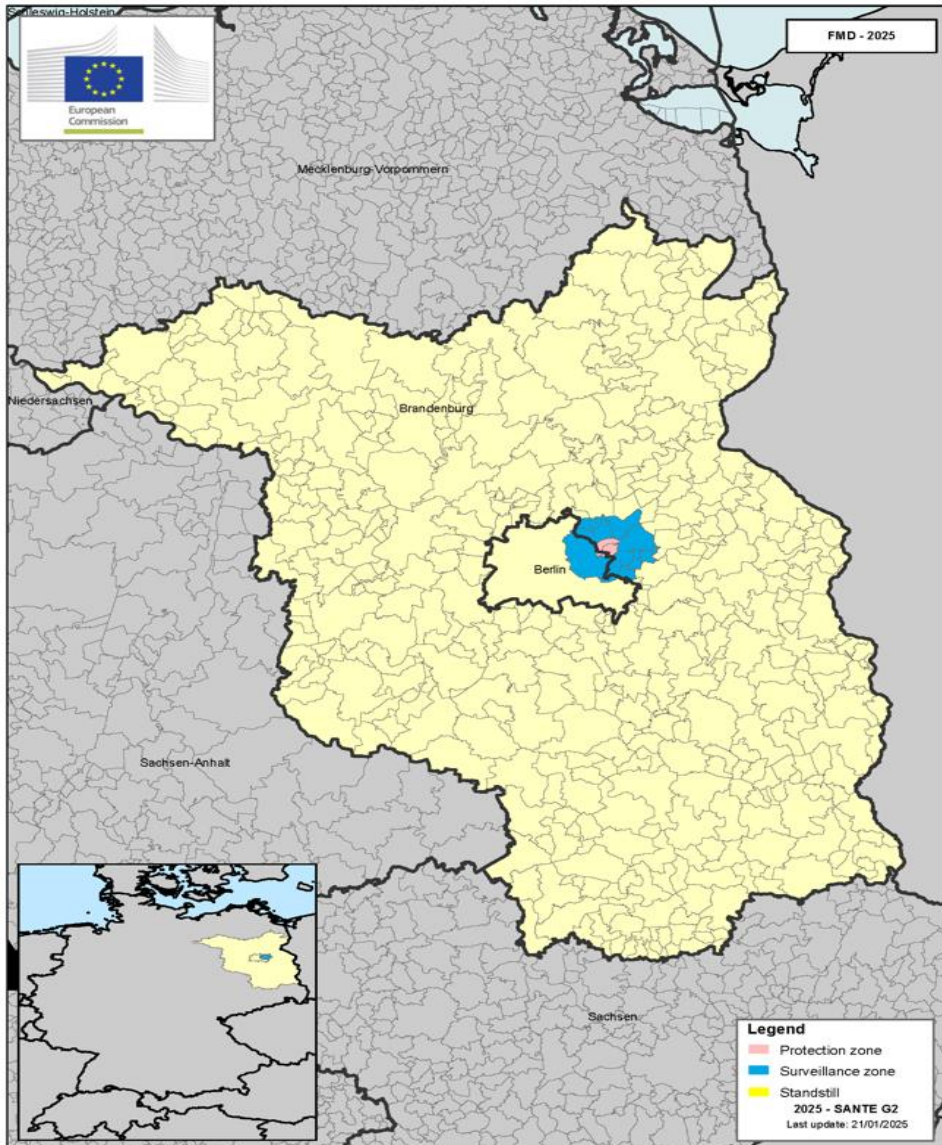 Schleswig-Holstein
FMD - 2025
European
Commission
Mecklenburg-Vorpommern
Niedersachsen
Brandenburg
Berlin
Sachsen-Anhalt
Sachsen
Legend
Protection zone
Surveillance zone
Standstill
2025 - SANTE G2
Last update: 21/01/2025